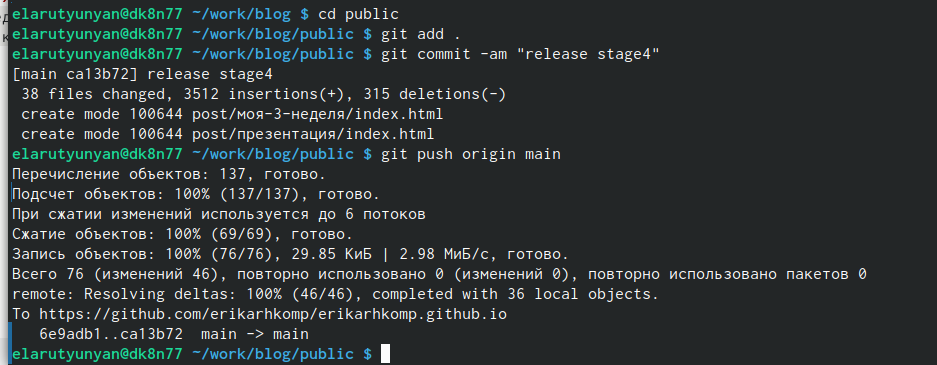 elarutyunyan@dk8n77 ~/work/blog $ cd public
elarutyunyan@dk8n77 ~/work/blog/public $ git add .
elarutyunyan@dk8n77 ~/work/blog/public $ git commit -am "release stage4"
[main ca13b72] release stage4
 38 files changed, 3512 insertions(+), 315 deletions(-)
 create mode 100644 post/моя-3-неделя/index.html
 create mode 100644 post/презентация/index.html
elarutyunyan@dk8n77 ~/work/blog/public $ git push origin main
Перечисление объектов: 137, готово.
Подсчет объектов: 100% (137/137), готово.
При сжатии изменений используется до 6 потоков
Сжатие объектов: 100% (69/69), готово.
Запись объектов: 100% (76/76), 29.85 КиБ | 2.98 МиБ/с, готово.
Всего 76 (изменений 46), повторно использовано 0 (изменений 0), повторно использовано пакетов 0
remote: Resolving deltas: 100% (46/46), completed with 36 local objects.
To https://github.com/erikarhkomp/erikarhkomp.github.io
   6e9adb1..ca13b72  main -> main
elarutyunyan@dk8n77 ~/work/blog/public $